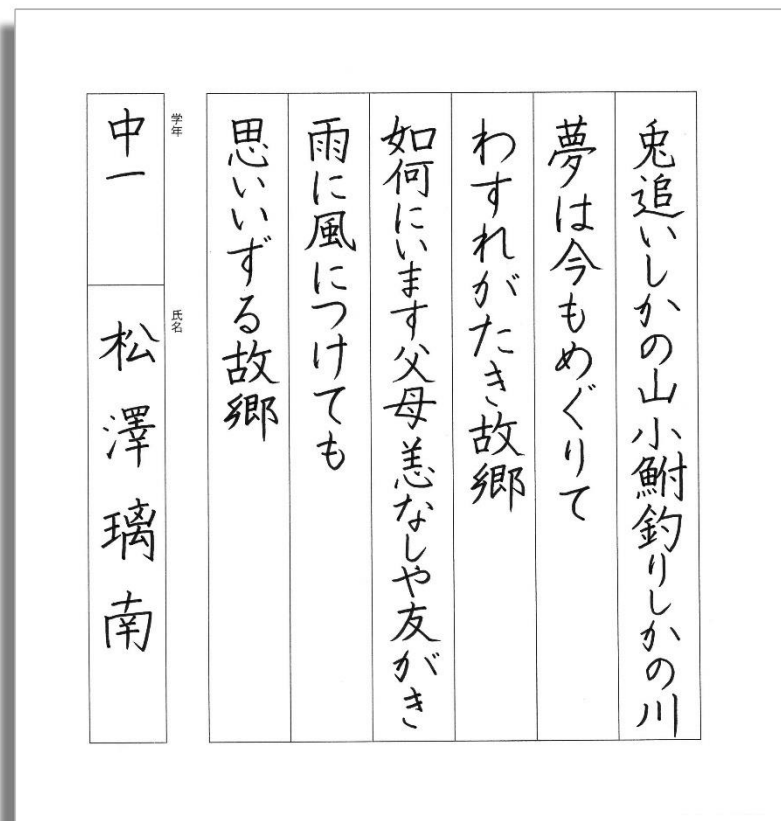 兎追いしかの山小鮒釣りしかの川
夢は今もめぐりて
わすれがたき故郷
如何にいます父母恙なしや友がき
雨に風につけても
思いいずる故郷
学年
中一
氏名
松澤璃南